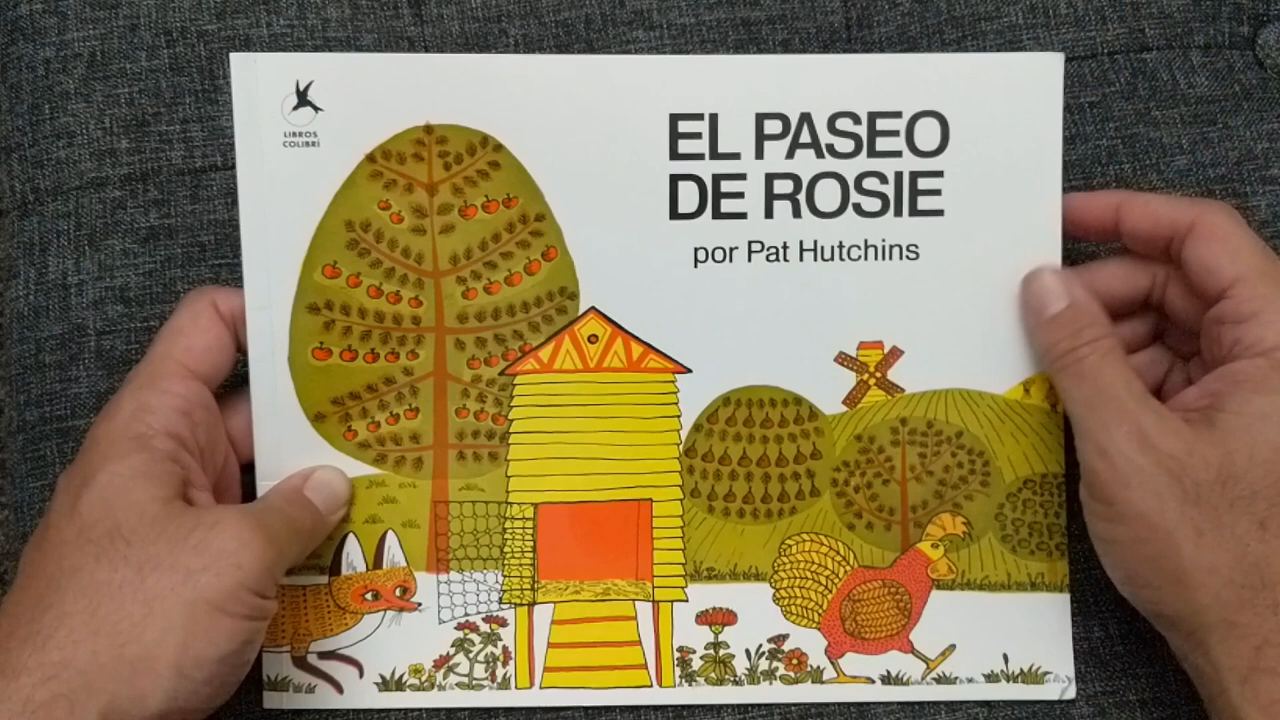 LIBROS
COLIBRÍ
EL PASEO
DE ROSIE
por Pat Hutchins